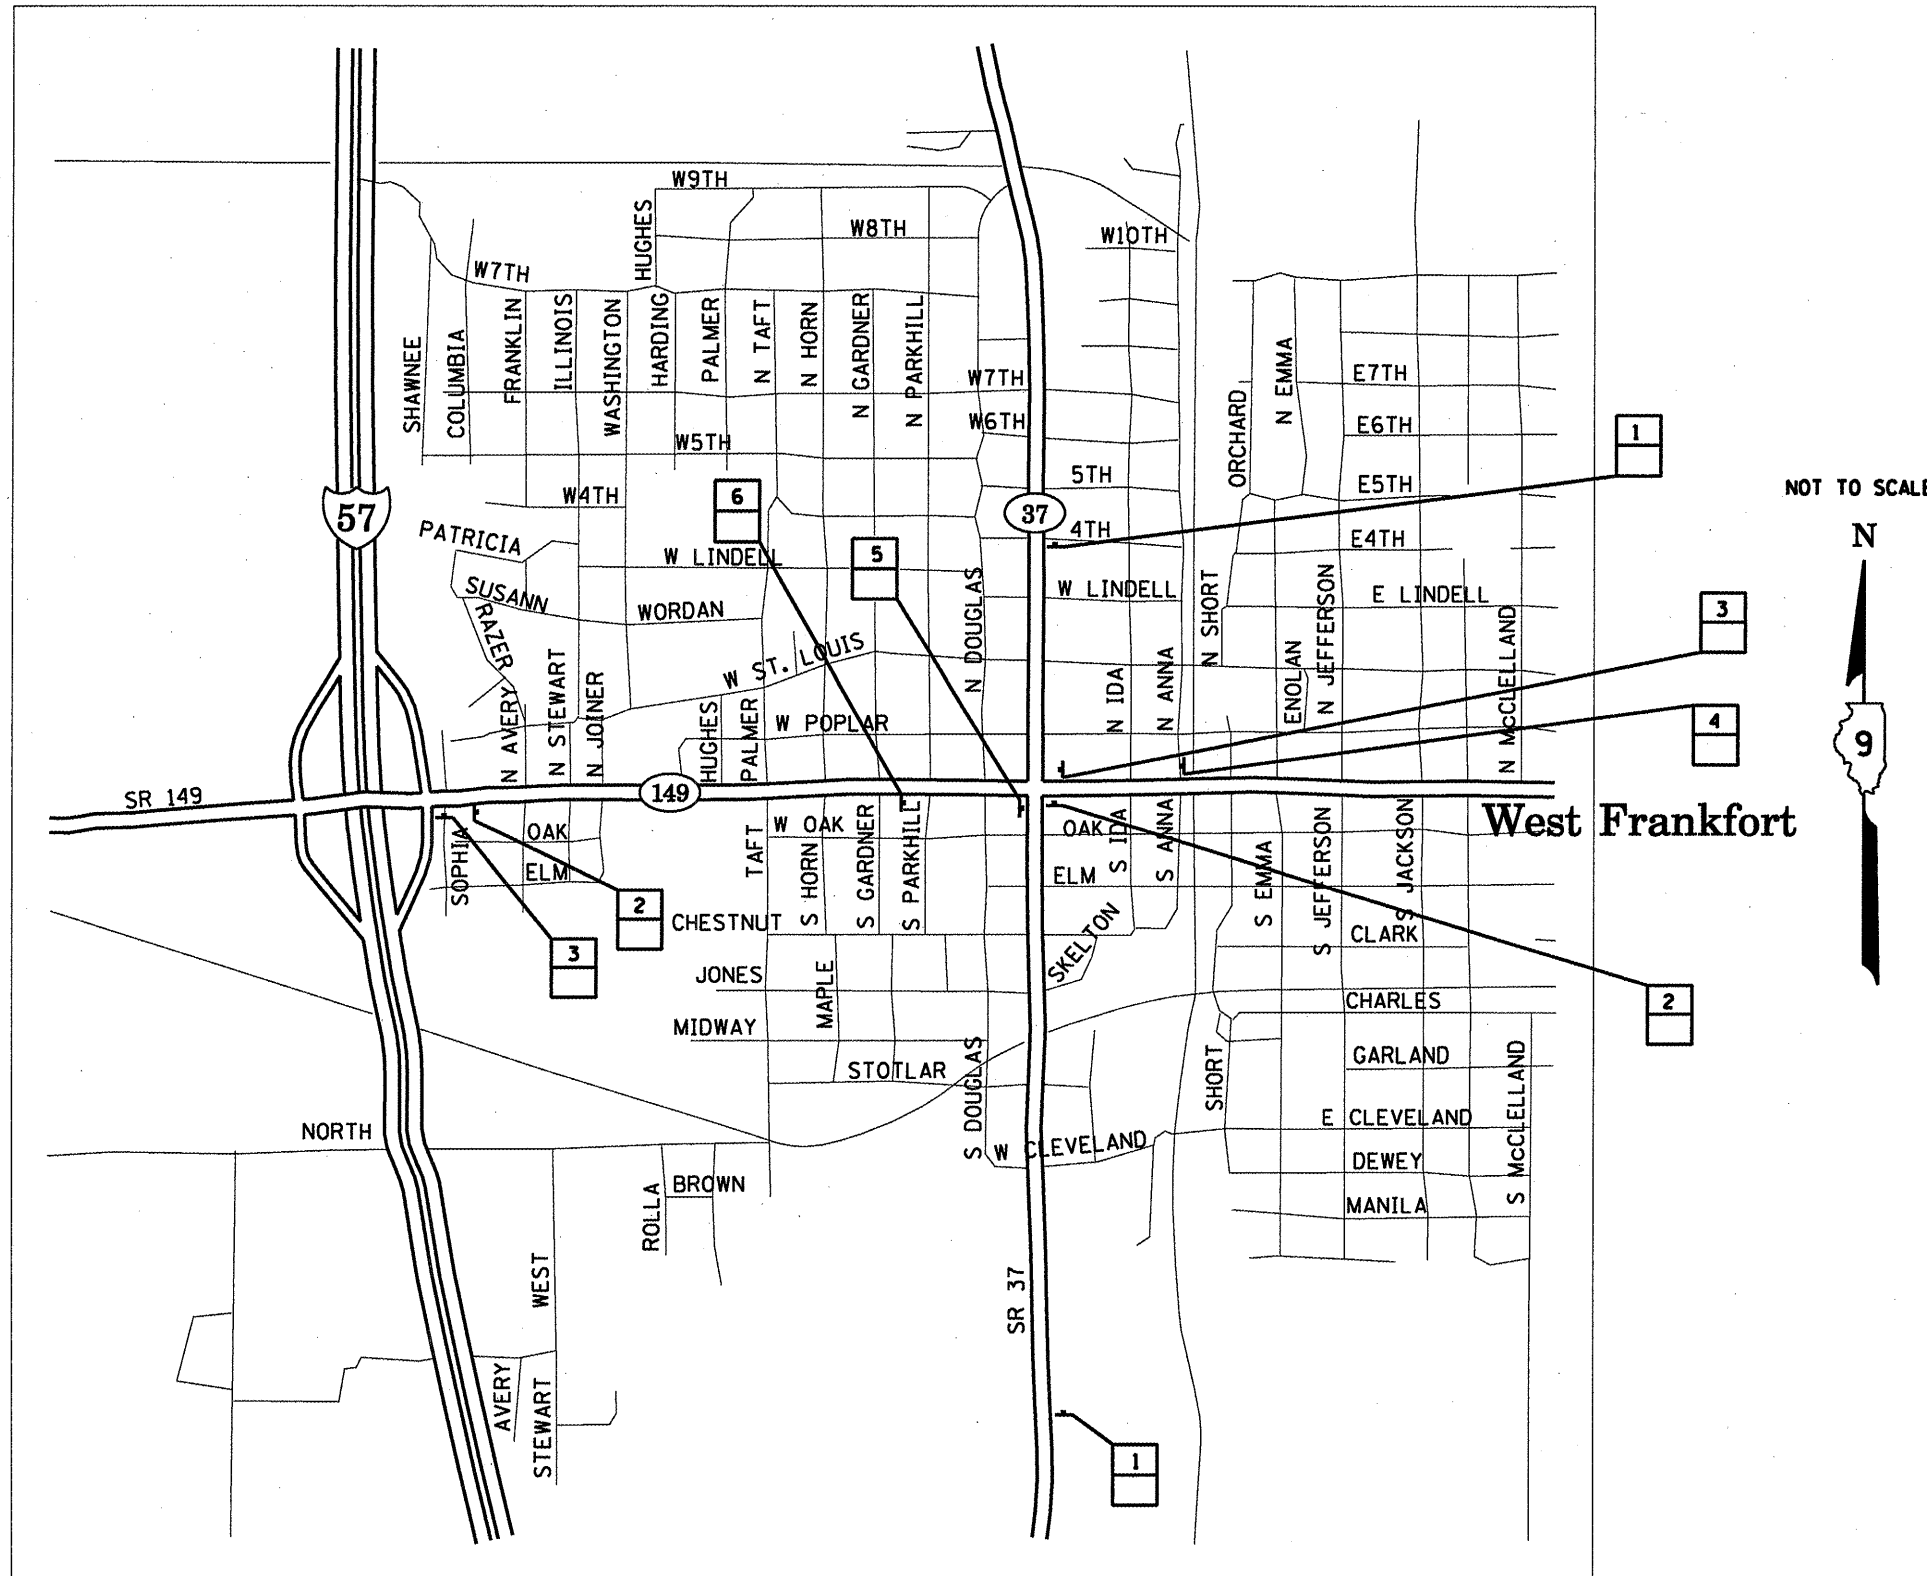 W9TH
HUGHES
W8TH
W10TH
W7TH
SHAWNEE
COLUMBIA
FRANKLIN
ILLINOIS
WASHINGTON
HARDING
PALMER
N TAFT
N HORN
N GARDNER
N PARKHILL
W7TH
N EMMA
E7TH
W6TH
ORCHARD
E6TH
1
W5TH
5TH
E5TH
NOT TO SCALE
W4TH
6
57
37
4TH
N
PATRICIA
5
E4TH
W LINDELL
SUSANN
WORDAN
N DOUGLAS
W LINDELL
N SHORT
N JEFFERSON
E LINDELL
3
RAZER
W ST. LOUIS
N AVERY
N STEWART
N JOINER
HUGHES
PALMER
W POPLAR
N IDA
N ANNA
ENOLAN
N McCLELLAND
4
9
SR 149
149
West Frankfort
SOPHIA
OAK
TAFT
W OAK
OAK
ELM
S HORN
S GARDNER
S PARKHILL
ELM
S IDA
S ANNA
S EMMA
S JEFFERSON
S JACKSON
2
CHESTNUT
3
SKELTON
CLARK
JONES
MAPLE
CHARLES
2
MIDWAY
GARLAND
STOTLAR
S DOUGLAS
SHORT
E CLEVELAND
S McCLELLAND
NORTH
W CLEVELAND
DEWEY
ROLLA
BROWN
MANILA
WEST
SR 37
AVERY
STEWART
1